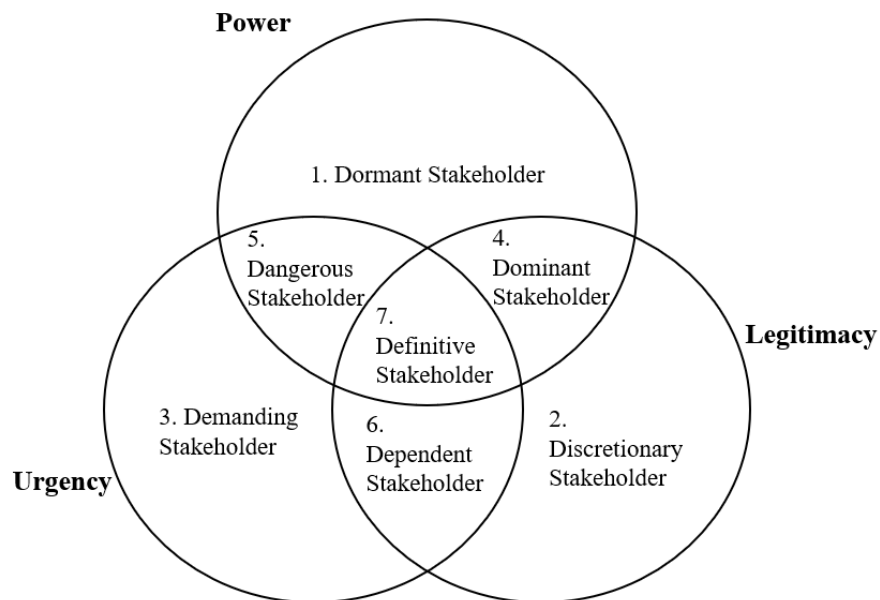 Power
1. Dormant Stakeholder
5.
Dangerous
Stakeholder
4.
Dominant
Stakeholder
7.
Definitive
Stakeholder
Legitimacy
3. Demanding
Stakeholder
6.
Dependent
Stakeholder
2.
Discretionary
Stakeholder
Urgency